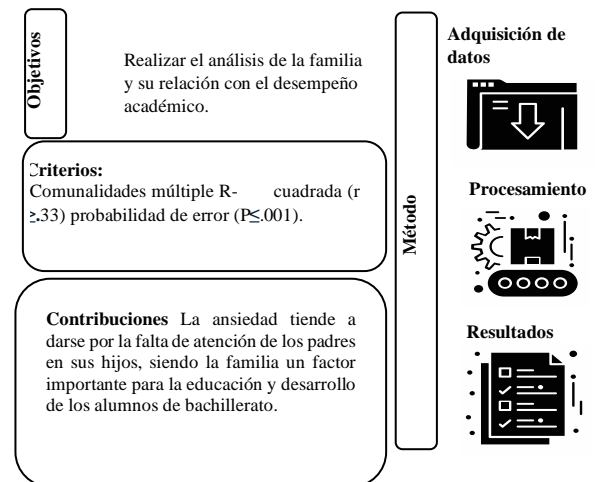 Objetivos
Realizar el análisis de la familia
y su relación con el desempeño
académico.
Criterios:
Comunalidades múltiple R- cuadrada (r
≥.33) probabilidad de error (P≤.001).
Contribuciones La ansiedad tiende a
darse por la falta de atención de los padres
en sus hijos, siendo la familia un factor
importante para la educación y desarrollo
de los alumnos de bachillerato.
Método
Adquisición de
datos
Procesamiento
Resultados